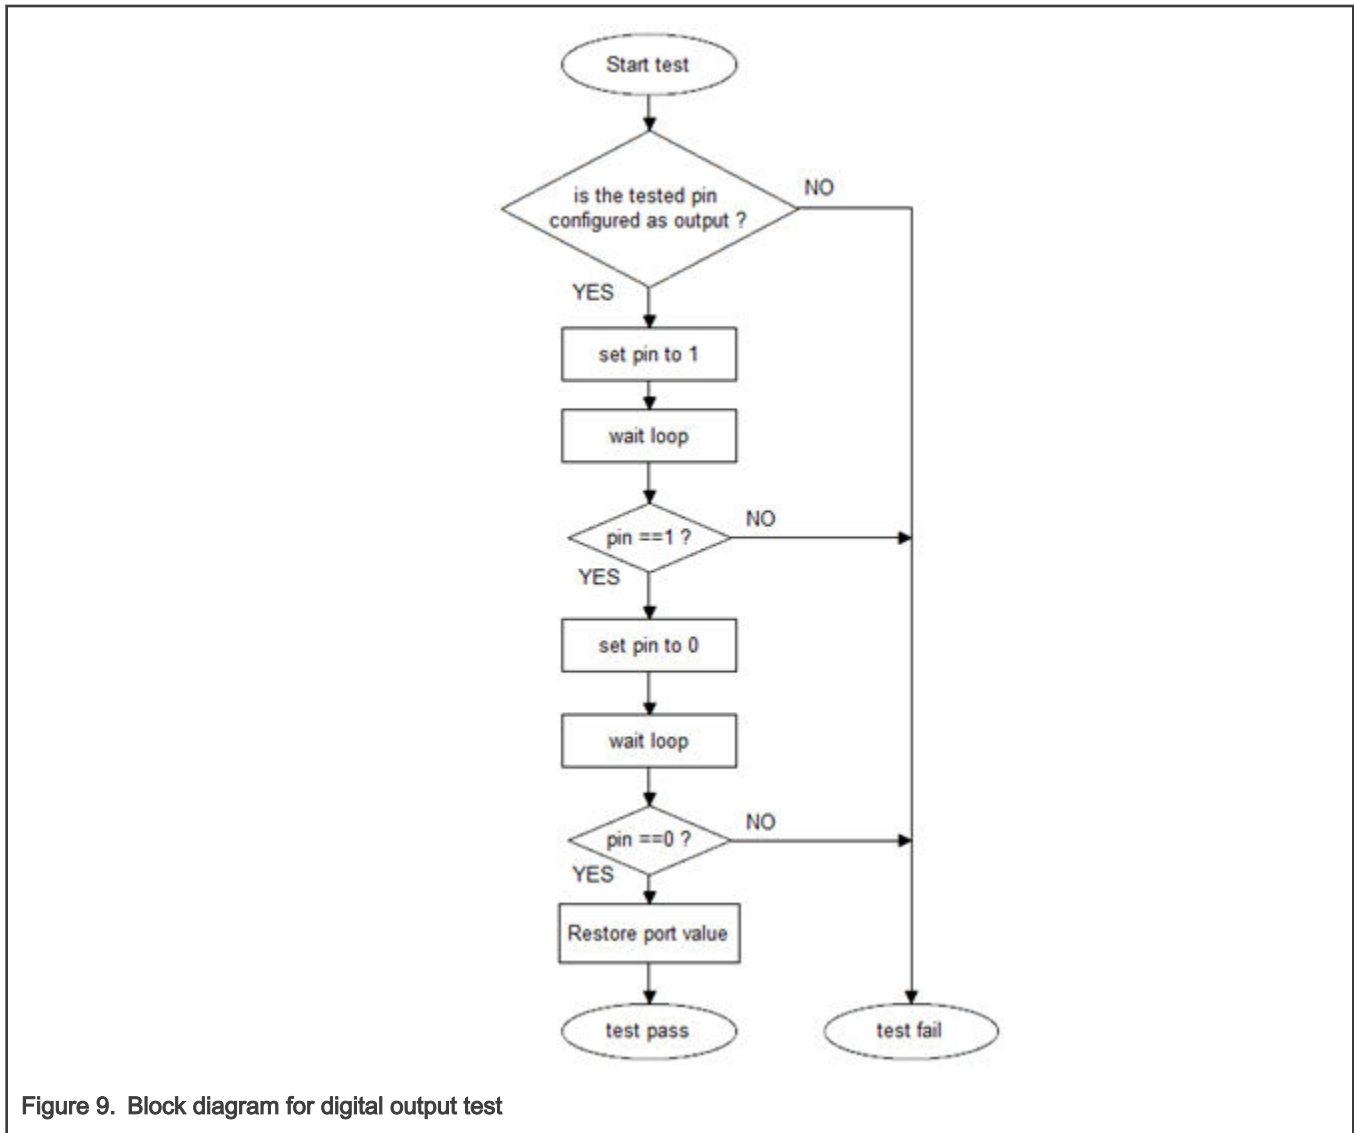 Start test
is the tested pin
configured as output ?
NO
YES
set pin to 1
wait loop
pin ==1 ?
NO
YES
set pin to 0
wait loop
pin ==0 ?
NO
YES
Restore port value
test pass
test fail
Figure 9. Block diagram for digital output test